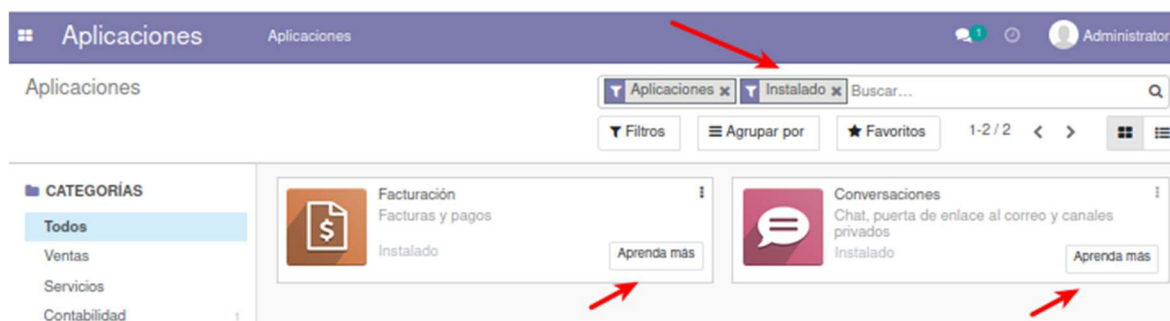 Aplicaciones
Aplicaciones
1
Administrator
Aplicaciones
Aplicaciones x Instalado x Buscar...
Filtros
Agrupar por
Favoritos
1-2 / 2
CATEGORÍAS
Todos
Ventas
Servicios
Contabilidad 1
Facturación
Facturas y pagos
Instalado
Aprenda más
Conversaciones
Chat, puerta de enlace al correo y canales
privados
Instalado
Aprenda más